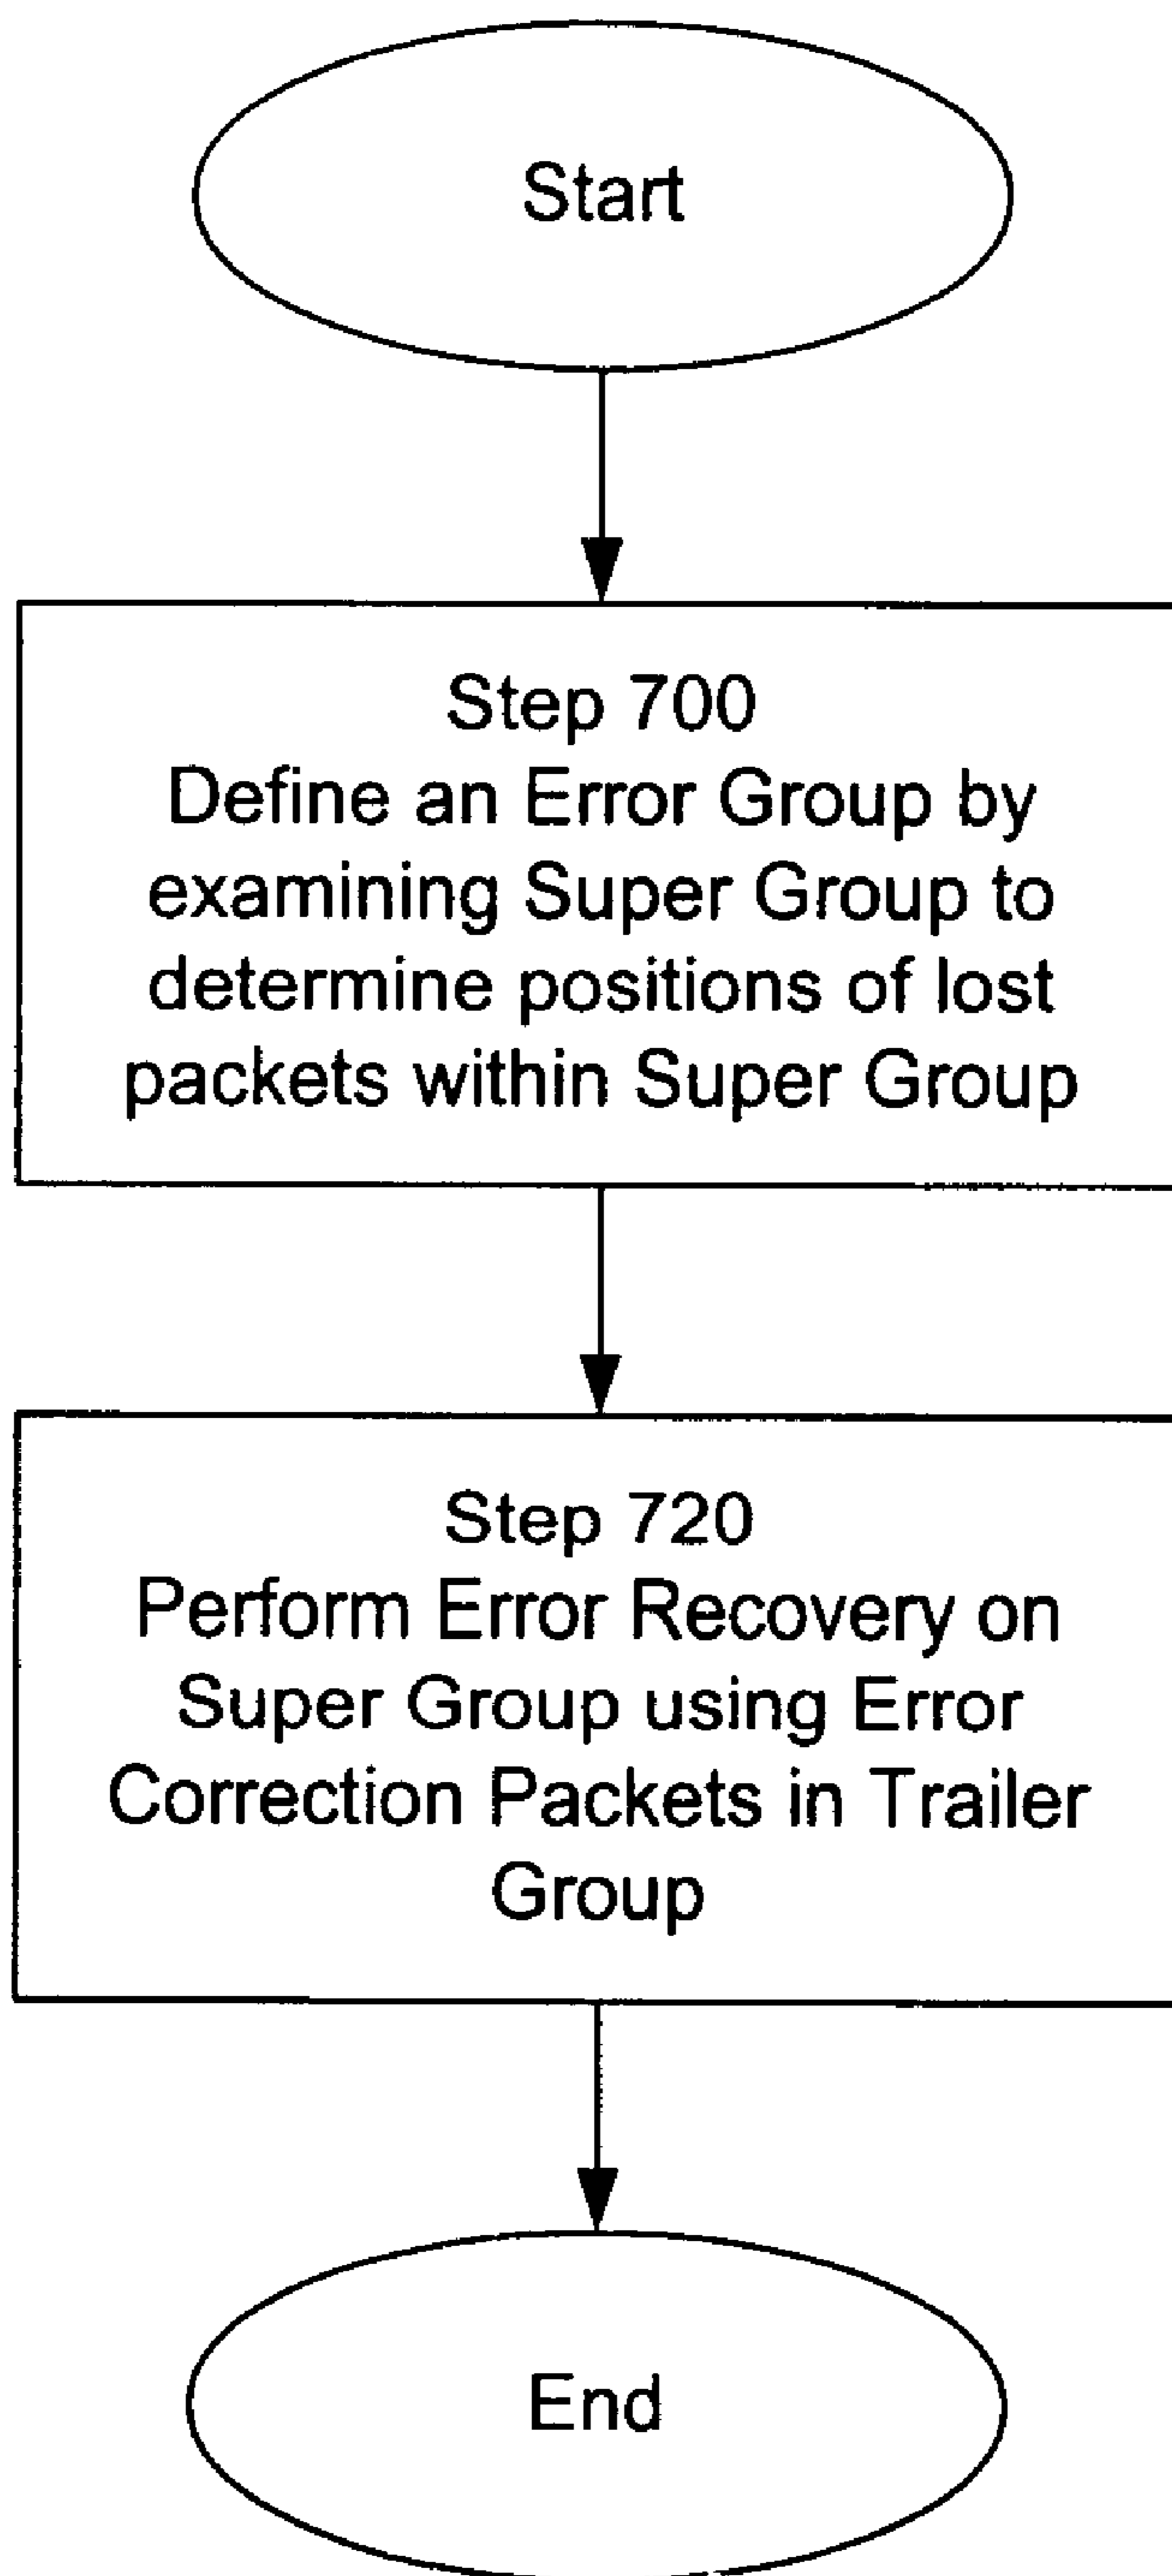 Start
Step 700
Define an Error Group by
examining Super Group to
determine positions of lost
packets within Super Group
Step 720
Perform Error Recovery on
Super Group using Error
Correction Packets in Trailer
Group
End